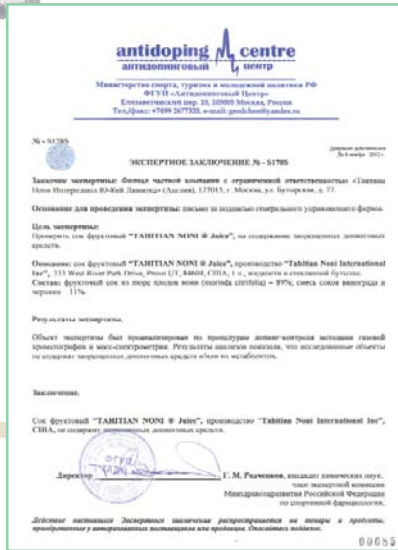 antidoping centre
антидопинговый центр
Министерство спорта, туризма и молодежной политики РФ
ФГУП «Антидопинговый Центр»
Елизаветинский пер. 10, 105005 Москва, Россия
№ - S1785
ЭКСПЕРТНОЕ ЗАКЛЮЧЕНИЕ № - S1785
Заказчик экспертизы: филиал частной компании с ограниченной ответственностью «Таитиан
Нони Интернешнл Ю-Кей Лимитед» (Англия), 127015, г. Москва, ул. Бутырская, д. 77.
Основание для проведения экспертизы: письмо за подписью генерального управляющего фирмы.
Цель экспертизы:
Проверить сок фруктовый "TAHITIAN NONI ® Juice", на содержание запрещенных допинговых
средств.
Описание: сок фруктовый "TAHITIAN NONI ® Juice", производство "Tahitian Noni International
Inc", 333 West River Park Drive, Provo UT, 84604, США, 1 л., жидкости в стеклянной бутылке.
Состав: фруктовый сок из пюре плодов нони (morinda citrifolia) – 89%; смесь соков винограда и
черники 11%.
Результаты экспертизы.
Объект экспертизы был проанализирован по процедурам допинг-контроля методами газовой
хроматографии и масс-спектрометрии. Результаты анализов показали, что исследованные объекты
не содержат запрещенных допинговых средств и/или их метаболитов.
Заключение.
Сок фруктовый "TAHITIAN NONI ® Juice", производство "Tahitian Noni International Inc",
США, не содержит запрещенных допинговых средств.
Директор Г. М. Родченков, кандидат химических наук,
член экспертной комиссии
Минздравсоцразвития Российской Федерации
по спортивной фармакологии.
Действие настоящего Экспертного заключения распространяется на товары и продукты,
приобретенные у авторизованных поставщиков или продавцов. Опасайтесь подделок.